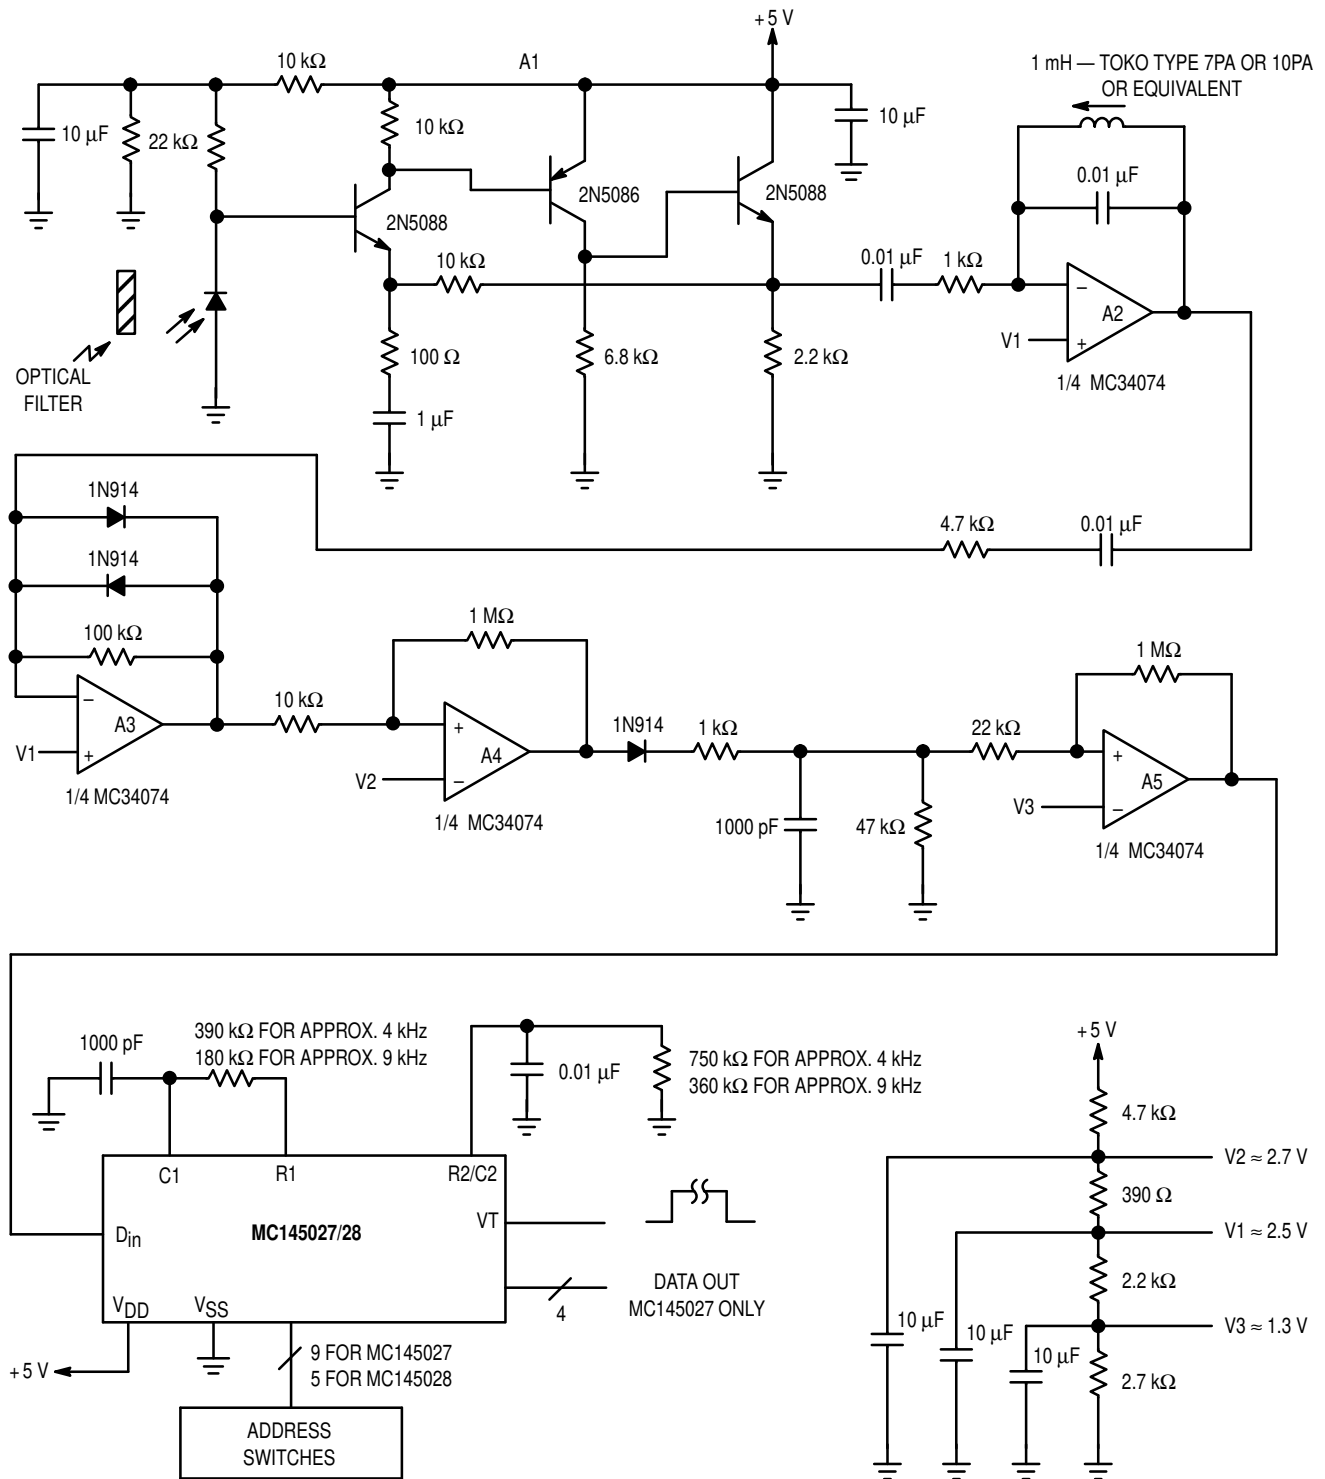 + 5 V
10 kΩ
A1
1 mH — TOKO TYPE 7PA OR 10PA
OR EQUIVALENT
10 µF
22 kΩ
10 kΩ
10 µF
2N5088
2N5086
2N5088
0.01 µF
10 kΩ
0.01 µF
1 kΩ
–
A2
+
V1
1/4 MC34074
OPTICAL
FILTER
100 Ω
6.8 kΩ
2.2 kΩ
1 µF
1N914
4.7 kΩ
0.01 µF
1N914
100 kΩ
1 MΩ
1 MΩ
–
A3
+
V1
1/4 MC34074
10 kΩ
+
A4
–
V2
1/4 MC34074
1N914
1 kΩ
22 kΩ
+
A5
–
V3
1/4 MC34074
1000 pF
47 kΩ
1000 pF
390 kΩ FOR APPROX. 4 kHz
180 kΩ FOR APPROX. 9 kHz
0.01 µF
750 kΩ FOR APPROX. 4 kHz
360 kΩ FOR APPROX. 9 kHz
C1
R1
R2/C2
Din
MC145027/28
VT
VDD
VSS
4
DATA OUT
MC145027 ONLY
+ 5 V
9 FOR MC145027
5 FOR MC145028
ADDRESS
SWITCHES
+ 5 V
4.7 kΩ
V2 ≈ 2.7 V
390 Ω
V1 ≈ 2.5 V
2.2 kΩ
V3 ≈ 1.3 V
10 µF
10 µF
10 µF
2.7 kΩ